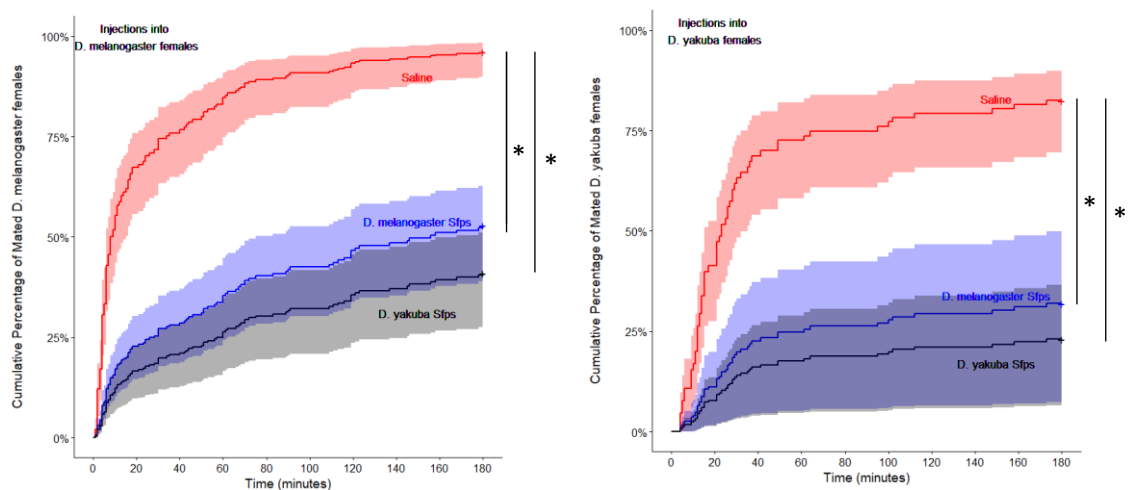 Injections into
D. melanogaster females
Cumulative Percentage of Mated D. melanogaster females
100%
75%
50%
25%
0%
Saline
D. melanogaster Sfps
D. yakuba Sfps
*
*
0 20 40 60 80 100 120 140 160 180
Time (minutes)
Injections into
D. yakuba females
Cumulative Percentage of Mated D. yakuba females
100%
75%
50%
25%
0%
Saline
D. melanogaster Sfps
D. yakuba Sfps
*
*
0 20 40 60 80 100 120 140 160 180
Time (minutes)